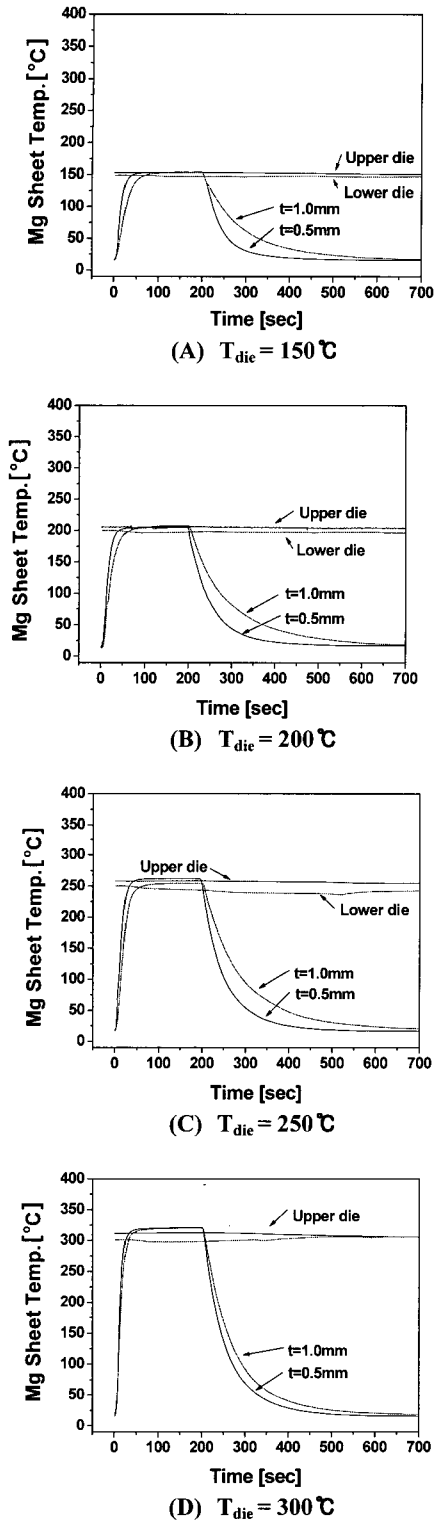 400
350
300
250
200
150
100
50
0
Mg Sheet Temp. [°C]
Upper die
Lower die
t=1.0mm
t=0.5mm
0 100 200 300 400 500 600 700
Time [sec]
(A) Tdie = 150℃
400
350
300
250
200
150
100
50
0
Mg Sheet Temp. [°C]
Upper die
Lower die
t=1.0mm
t=0.5mm
0 100 200 300 400 500 600 700
Time [sec]
(B) Tdie = 200℃
400
350
300
250
200
150
100
50
0
Mg Sheet Temp. [°C]
Upper die
Lower die
t=1.0mm
t=0.5mm
0 100 200 300 400 500 600 700
Time [sec]
(C) Tdie = 250℃
400
350
300
250
200
150
100
50
0
Mg Sheet Temp. [°C]
Upper die
t=1.0mm
t=0.5mm
0 100 200 300 400 500 600 700
Time [sec]
(D) Tdie = 300℃